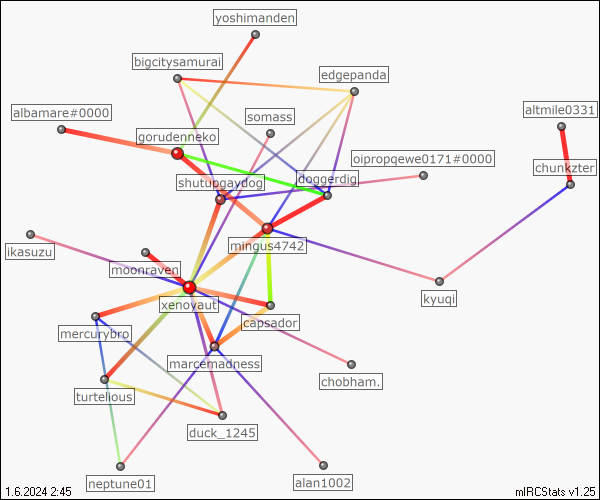 yoshimanden
bigcitysamurai
edgepanda
albamare#0000
somass
altmile0331
gorudenneko
oipropqewe0171#0000
chunkzter
shutupgaydog
doggerdig
mingus4742
ikasuzu
moonraven
xenoyaut
kyuqi
capsador
mercurybro
marcemadness
chobham.
turtelious
duck_1245
neptune01
alan1002
1.6.2024 2:45
mIRCStats v1.25